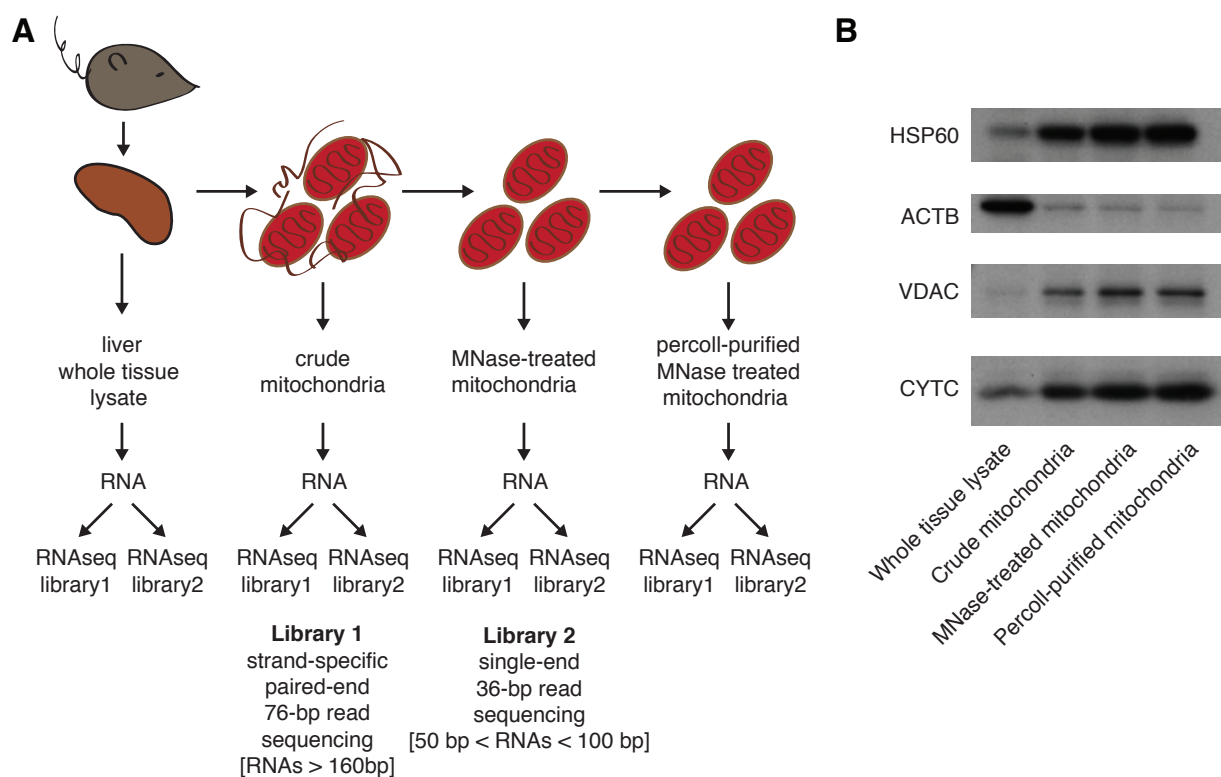 A
liver
whole tissue
lysate
crude
mitochondria
MNase-treated
mitochondria
percoll-purified
MNase treated
mitochondria
RNA
RNA
RNA
RNA
RNAseq
library1
RNAseq
library2
RNAseq
library1
RNAseq
library2
RNAseq
library1
RNAseq
library2
RNAseq
library1
RNAseq
library2
Library 1
strand-specific
paired-end
76-bp read
sequencing
[RNAs > 160bp]
Library 2
single-end
36-bp read
sequencing
[50 bp < RNAs < 100 bp]
B
HSP60
ACTB
VDAC
CYTC
Whole tissue lysate
Crude mitochondria
MNase-treated mitochondria
Percoll-purified mitochondria